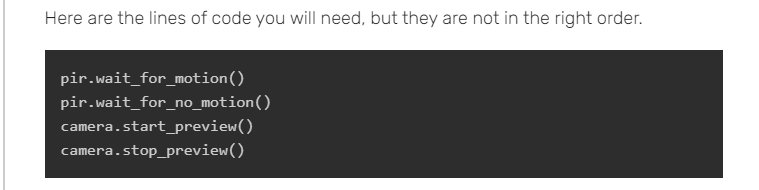 Here are the lines of code you will need, but they are not in the right order.
pir.wait_for_motion()
pir.wait_for_no_motion()
camera.start_preview()
camera.stop_preview()